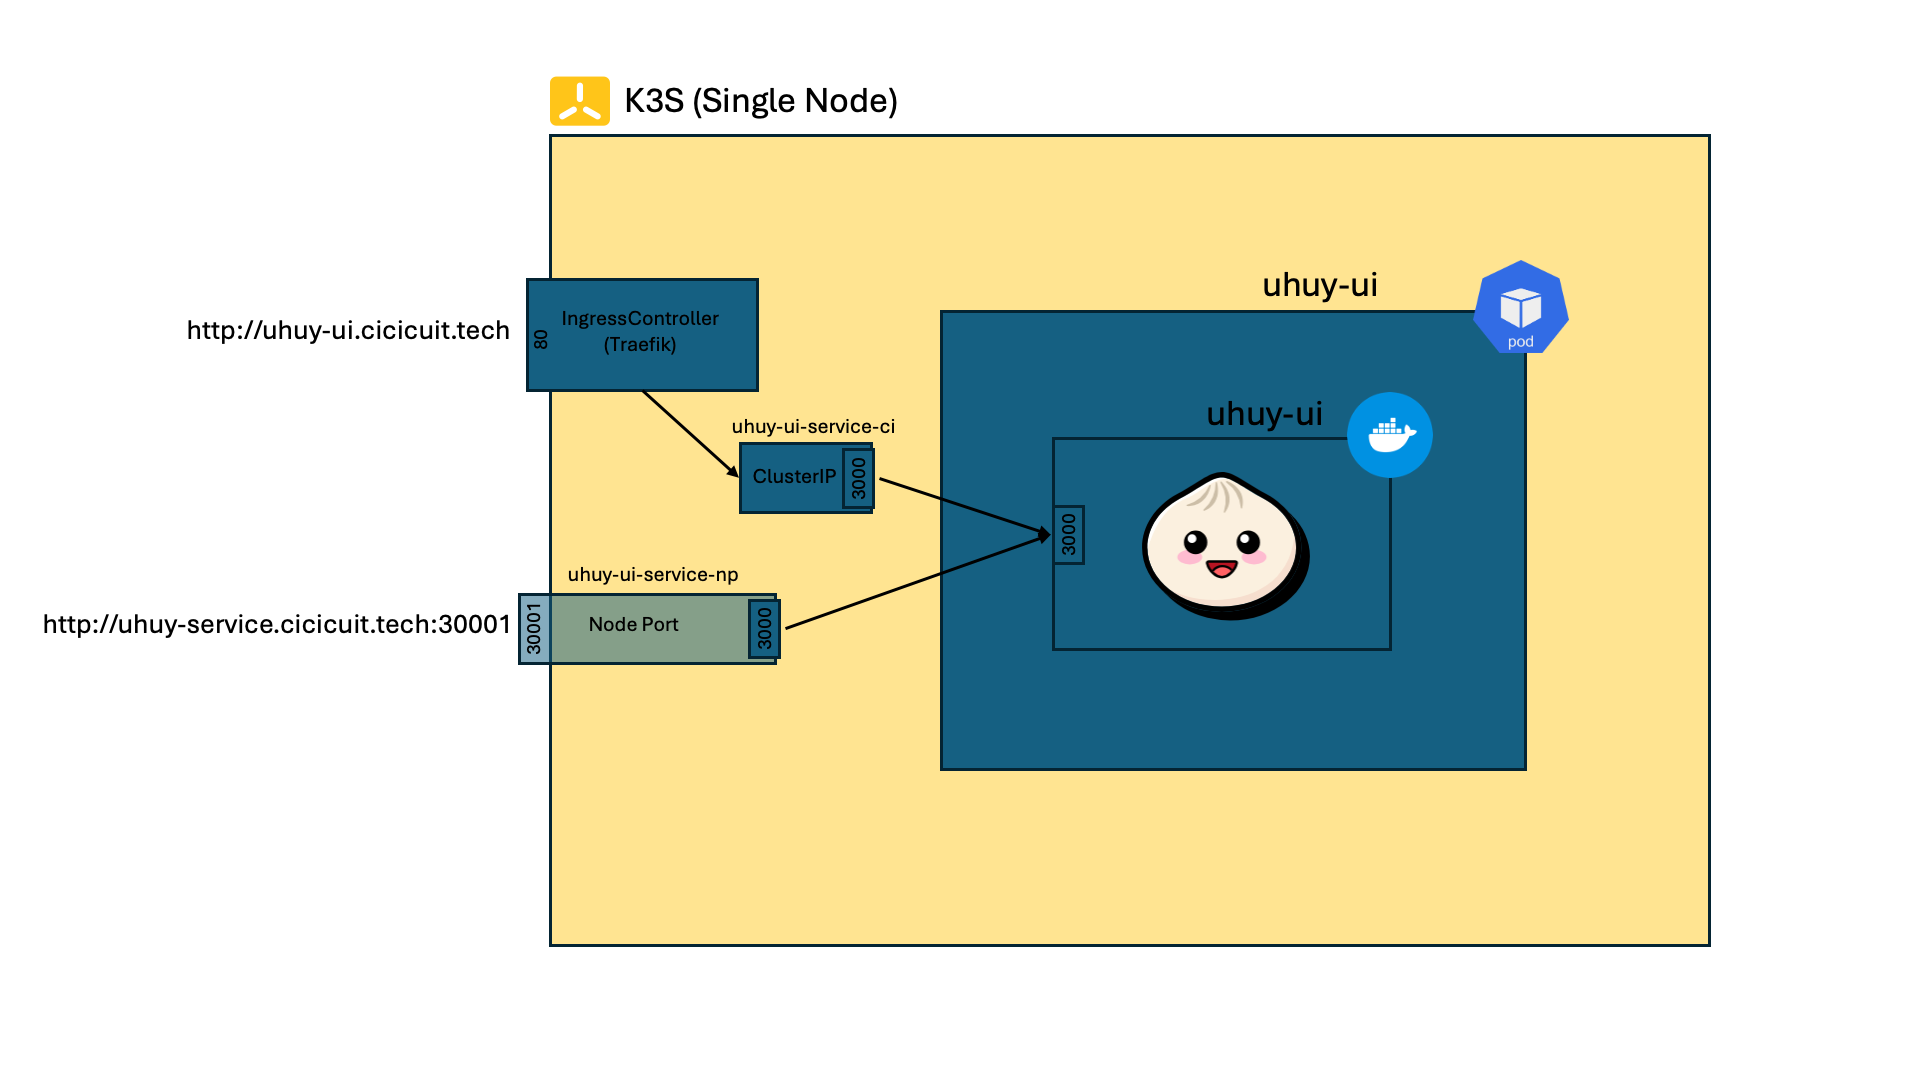 K3S (Single Node)
uhuy-ui
pod
http://uhuy-ui.cicicuit.tech
80
IngressController
(Traefik)
uhuy-ui
uhuy-ui-service-ci
ClusterIP
3000
3000
uhuy-ui-service-np
http://uhuy-service.cicicuit.tech:30001
30001
Node Port
3000